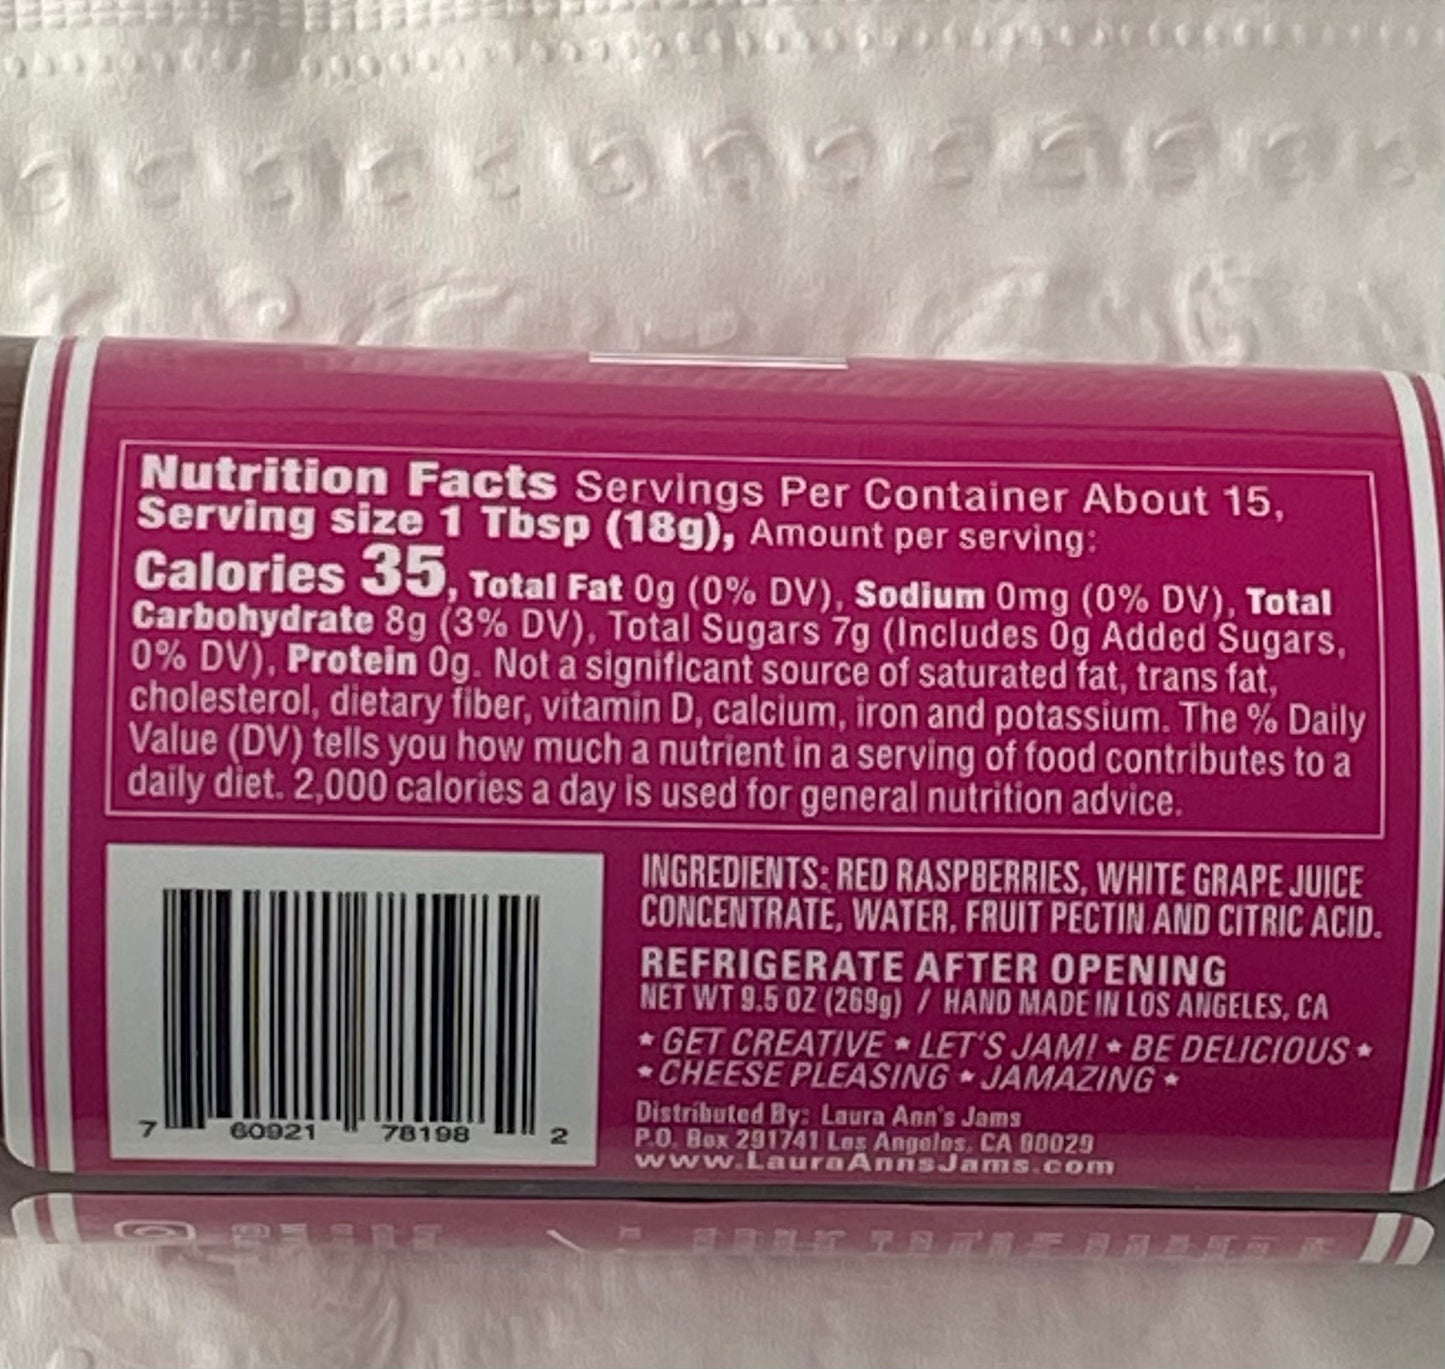 Nutrition Facts Servings Per Container About 15,
Serving size 1 Tbsp (18g), Amount per serving:
Calories 35, Total Fat 0g (0% DV), Sodium 0mg (0% DV), Total
Carbohydrate 8g (3% DV), Total Sugars 7g (Includes 0g Added Sugars,
0% DV), Protein 0g. Not a significant source of saturated fat, trans fat,
cholesterol, dietary fiber, vitamin D, calcium, iron and potassium. The % Daily
Value (DV) tells you how much a nutrient in a serving of food contributes to a
daily diet. 2,000 calories a day is used for general nutrition advice.
INGREDIENTS: RED RASPBERRIES, WHITE GRAPE JUICE
CONCENTRATE, WATER, FRUIT PECTIN AND CITRIC ACID.
REFRIGERATE AFTER OPENING
NET WT 9.5 OZ (269g) / HAND MADE IN LOS ANGELES, CA
★ GET CREATIVE ★ LET'S JAM! ★ BE DELICIOUS ★
★ CHEESE PLEASING ★ JAMAZING ★
Distributed By: Laura Ann's Jams
P.O. Box 291741 Los Angeles, CA 90029
www.LauraAnnsJams.com
7 60921 78198 2